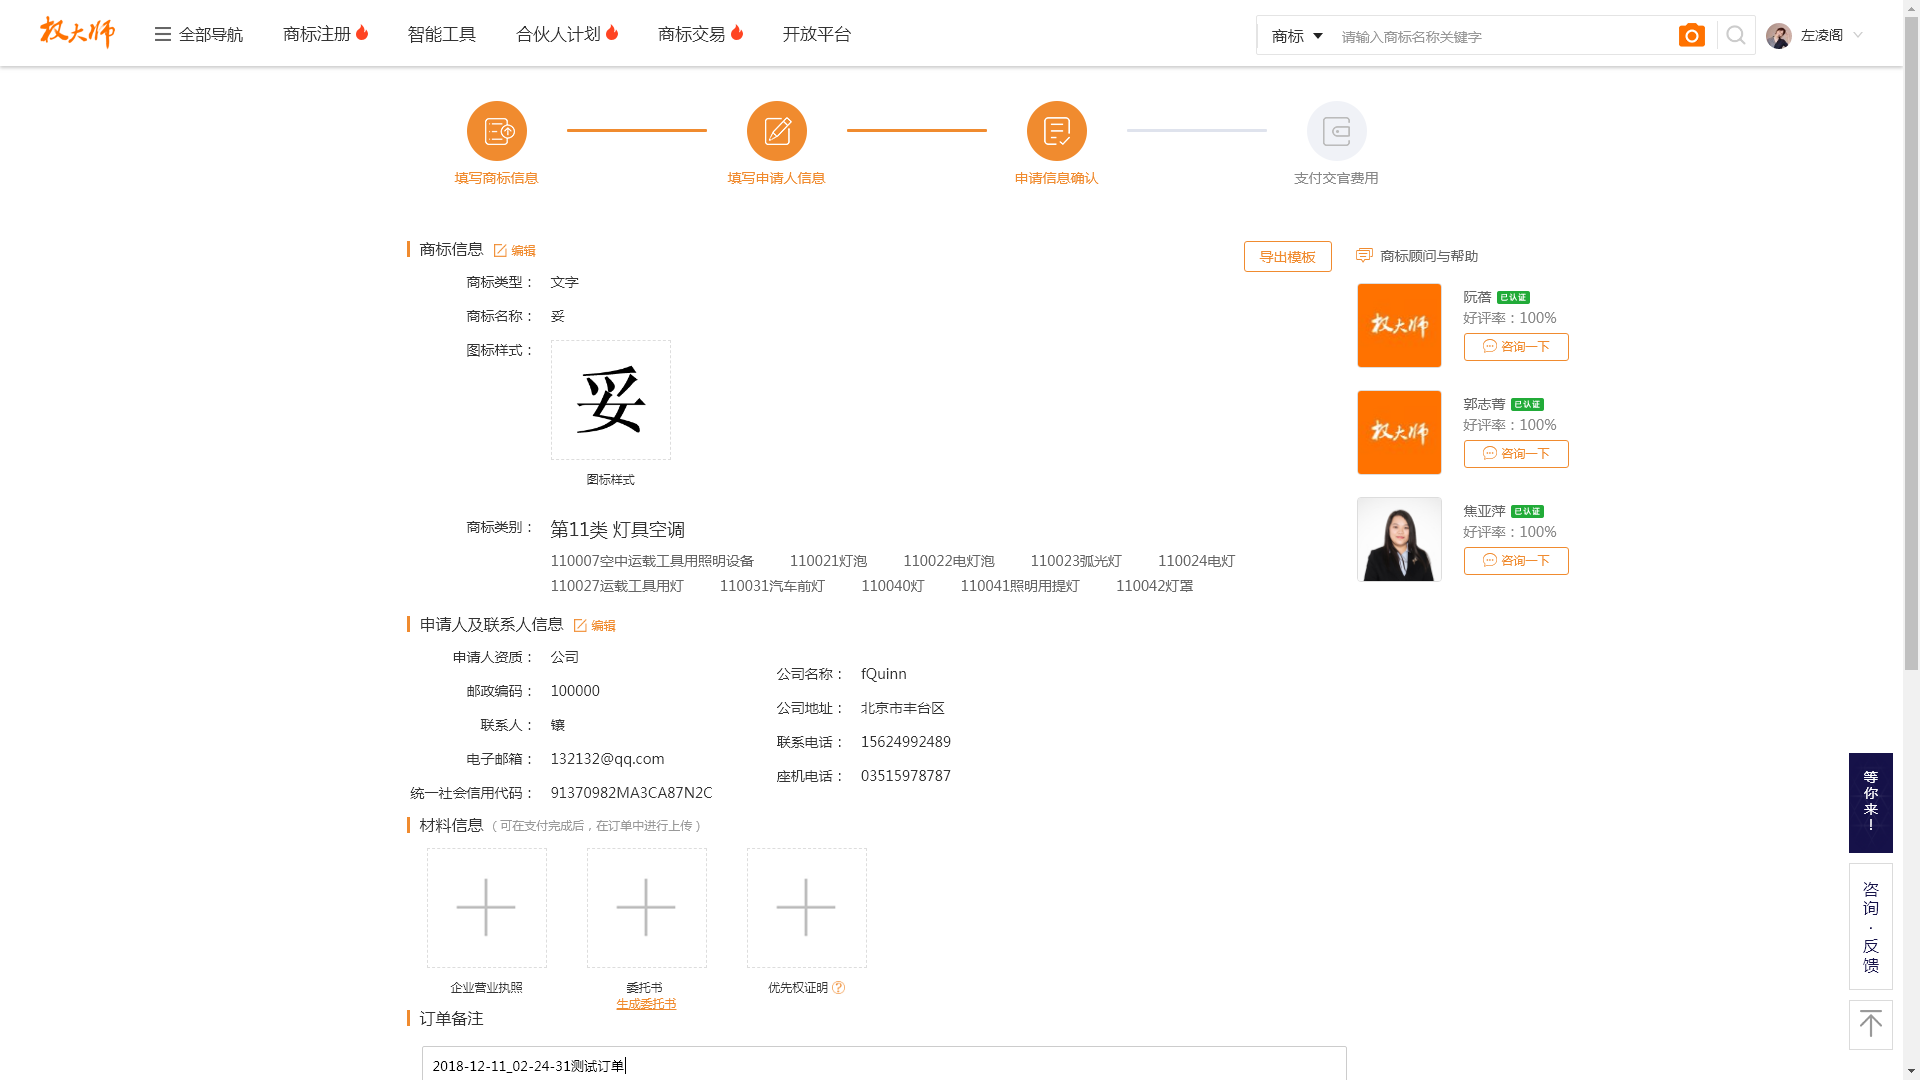 权大师 全部导航 商标注册 智能工具 合伙人计划 商标交易 开放平台 商标 请输入商标名称关键字 左凌阁
填写商标信息 填写申请人信息 申请信息确认 支付交官费用
商标信息 编辑 导出模板
商标类型： 文字
商标名称： 妥
图标样式： 妥
图标样式
商标类别： 第11类 灯具空调
110007空中运载工具用照明设备 110021灯泡 110022电灯泡 110023弧光灯 110024电灯
110027运载工具用灯 110031汽车前灯 110040灯 110041照明用提灯 110042灯罩
商标顾问与帮助
权大师
阮蓓 已认证
好评率：100%
咨询一下
权大师
郭志菁 已认证
好评率：100%
咨询一下
焦亚萍 已认证
好评率：100%
咨询一下
申请人及联系人信息 编辑
申请人资质： 公司
邮政编码： 100000
联系人： 镶
电子邮箱： 132132@qq.com
统一社会信用代码： 91370982MA3CA87N2C
公司名称： fQuinn
公司地址： 北京市丰台区
联系电话： 15624992489
座机电话： 03515978787
材料信息 （可在支付完成后，在订单中进行上传）
企业营业执照 委托书 优先权证明 ?
生成委托书
订单备注
2018-12-11_02-24-31测试订单
等你来！
咨询·反馈